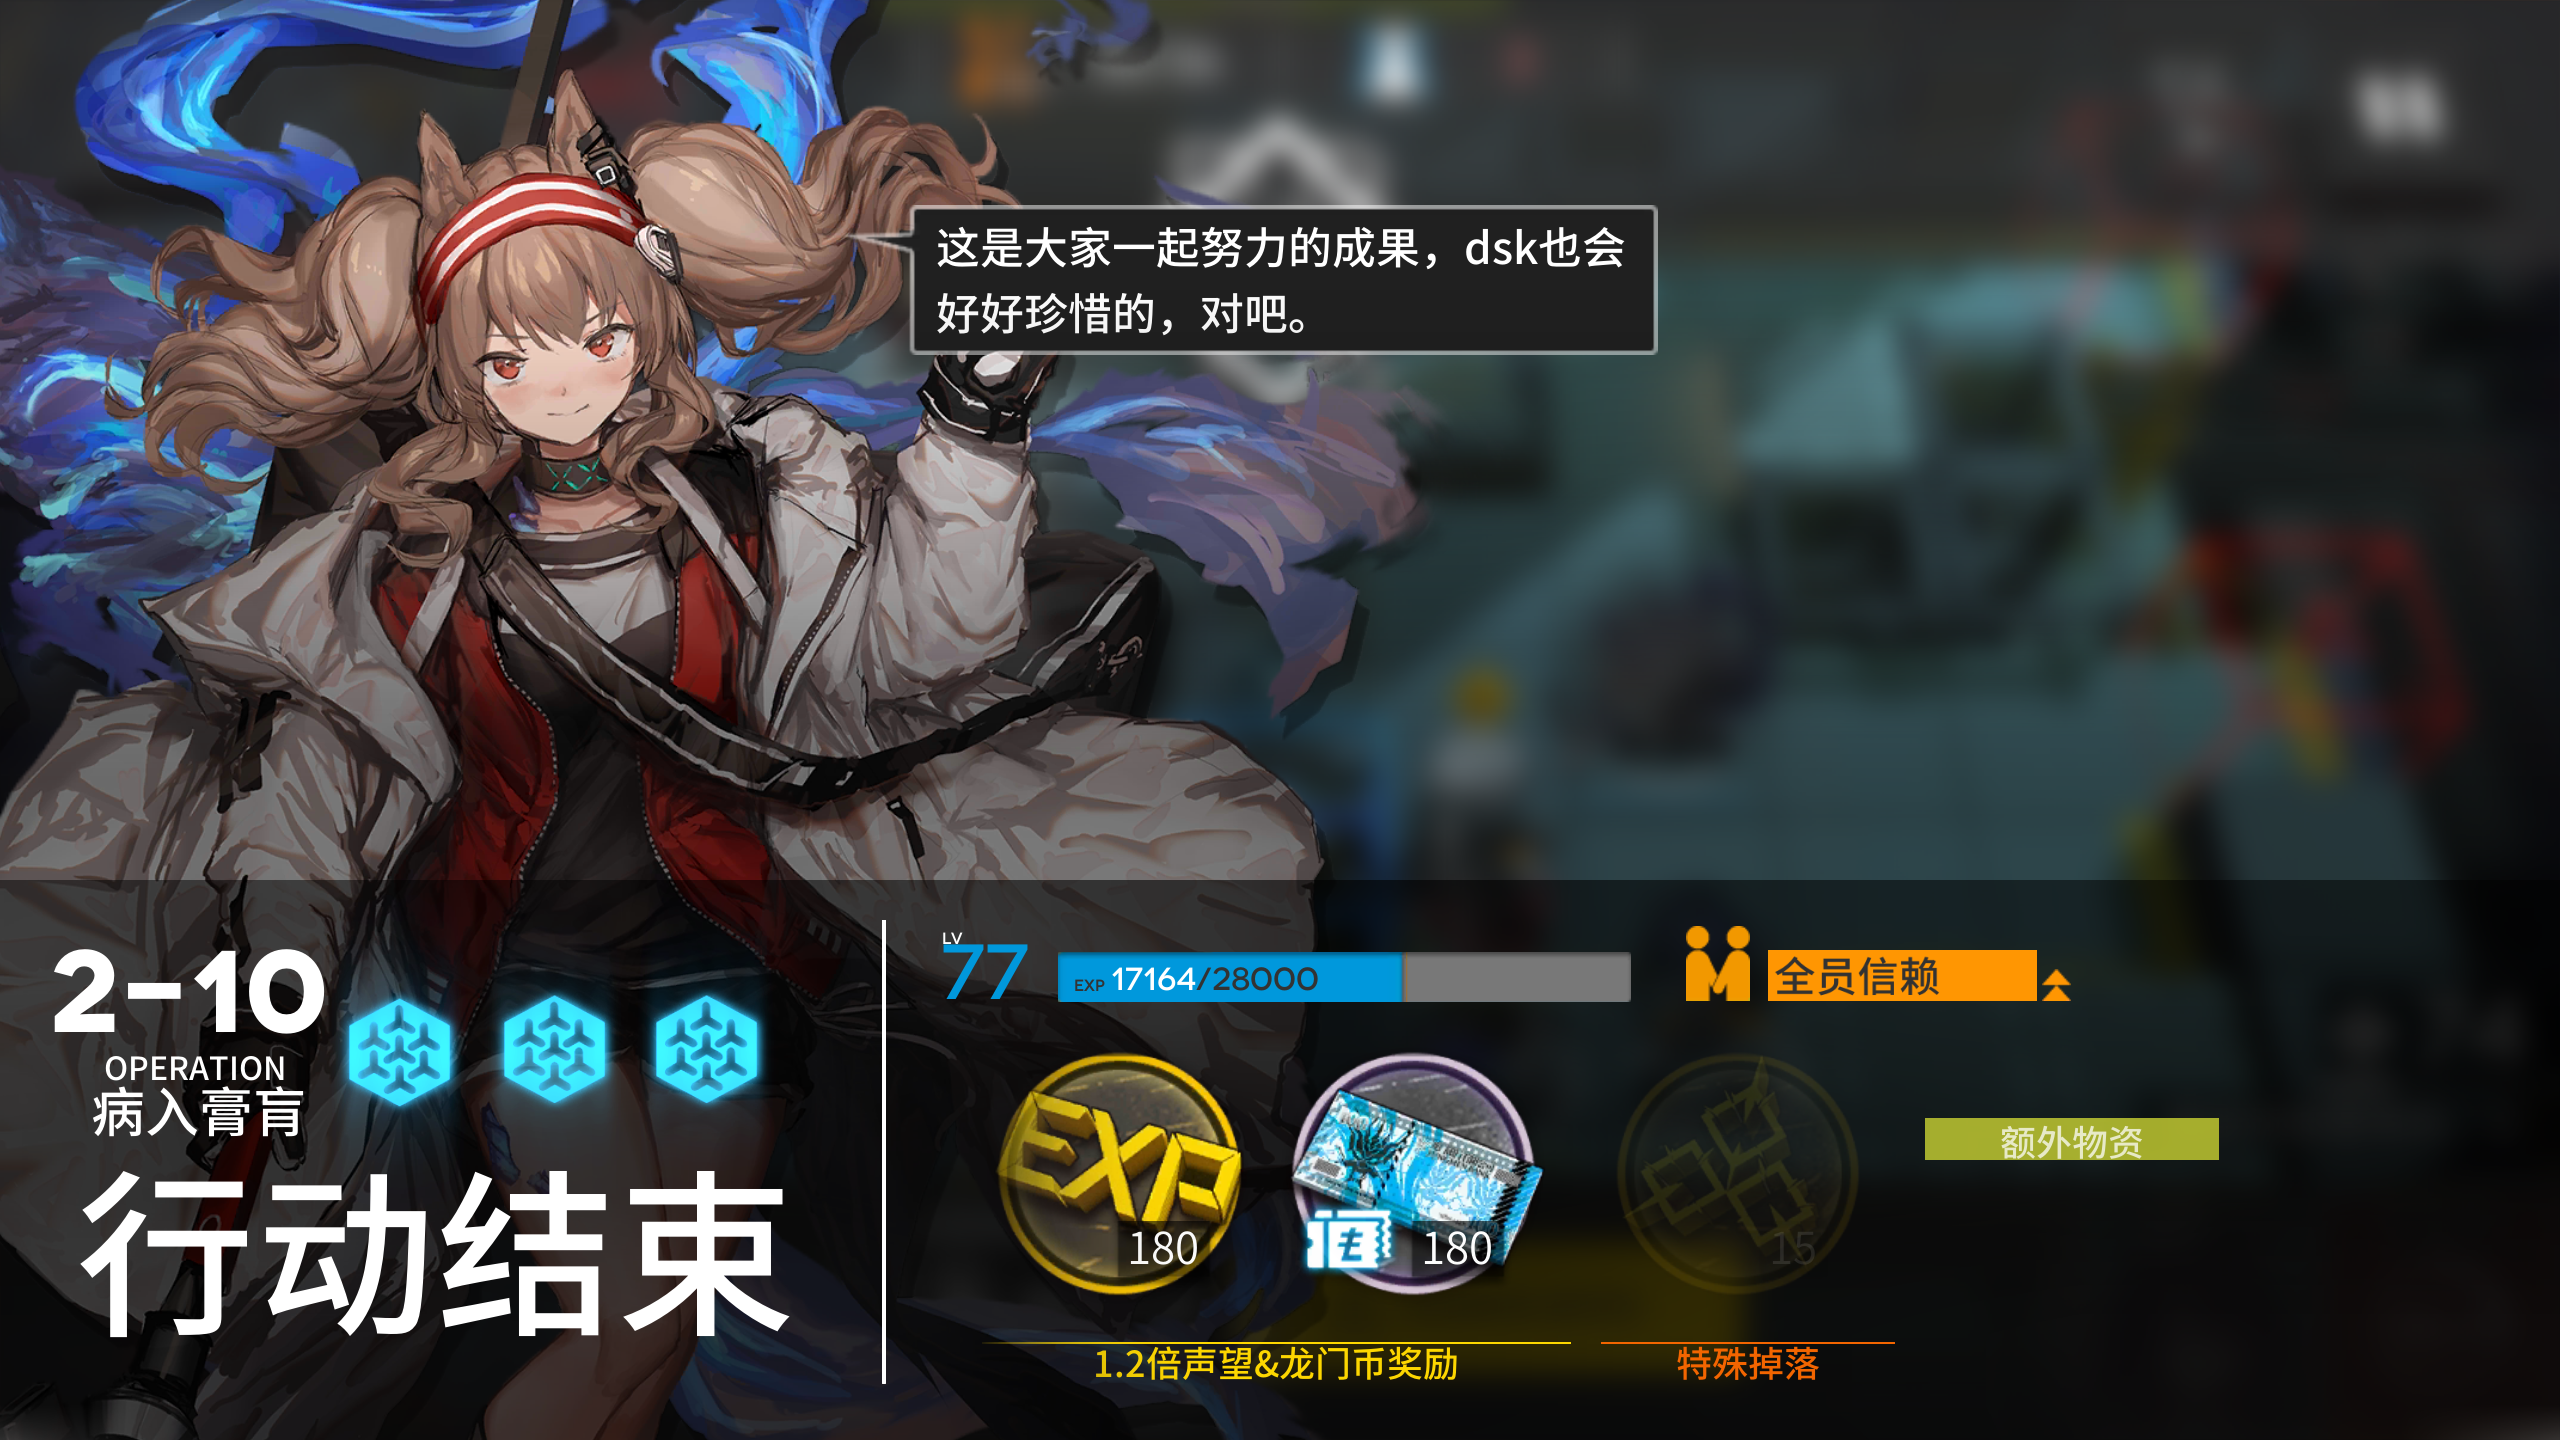 这是大家一起努力的成果，dsk也会
好好珍惜的，对吧。
2-10
OPERATION
病入膏肓
行动结束
LV
77
EXP 17164/28000
全员信赖
180
180
15
额外物资
1.2倍声望&龙门币奖励
特殊掉落